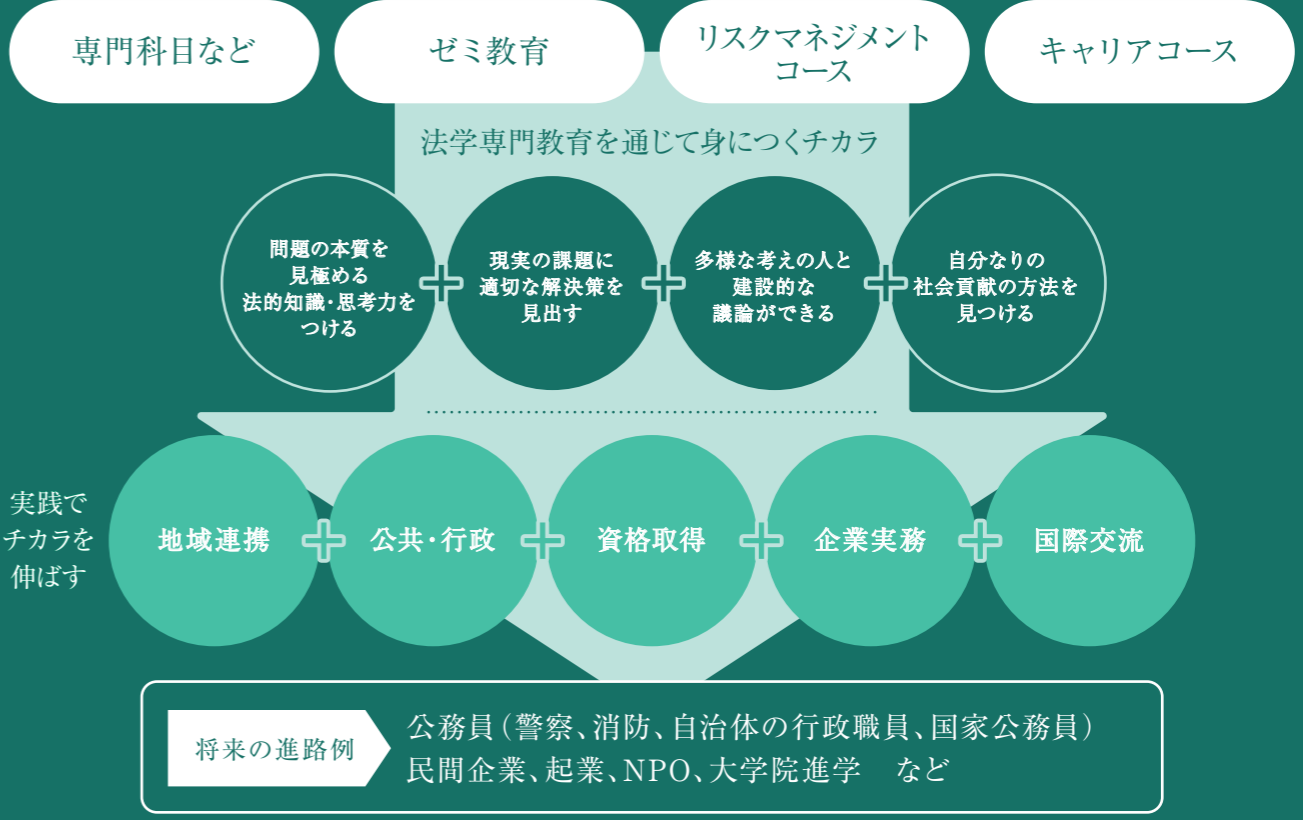 専門科目など
ゼミ教育
リスクマネジメント
コース
キャリアコース
法学専門教育を通じて身につくチカラ
問題の本質を
見極める
法的知識・思考力を
つける
現実の課題に
適切な解決策を
見出す
多様な考えの人と
建設的な
議論ができる
自分なりの
社会貢献の方法を
見つける
実践で
チカラを
伸ばす
地域連携
公共・行政
資格取得
企業実務
国際交流
将来の進路例
公務員（警察、消防、自治体の行政職員、国家公務員）
民間企業、起業、NPO、大学院進学　など